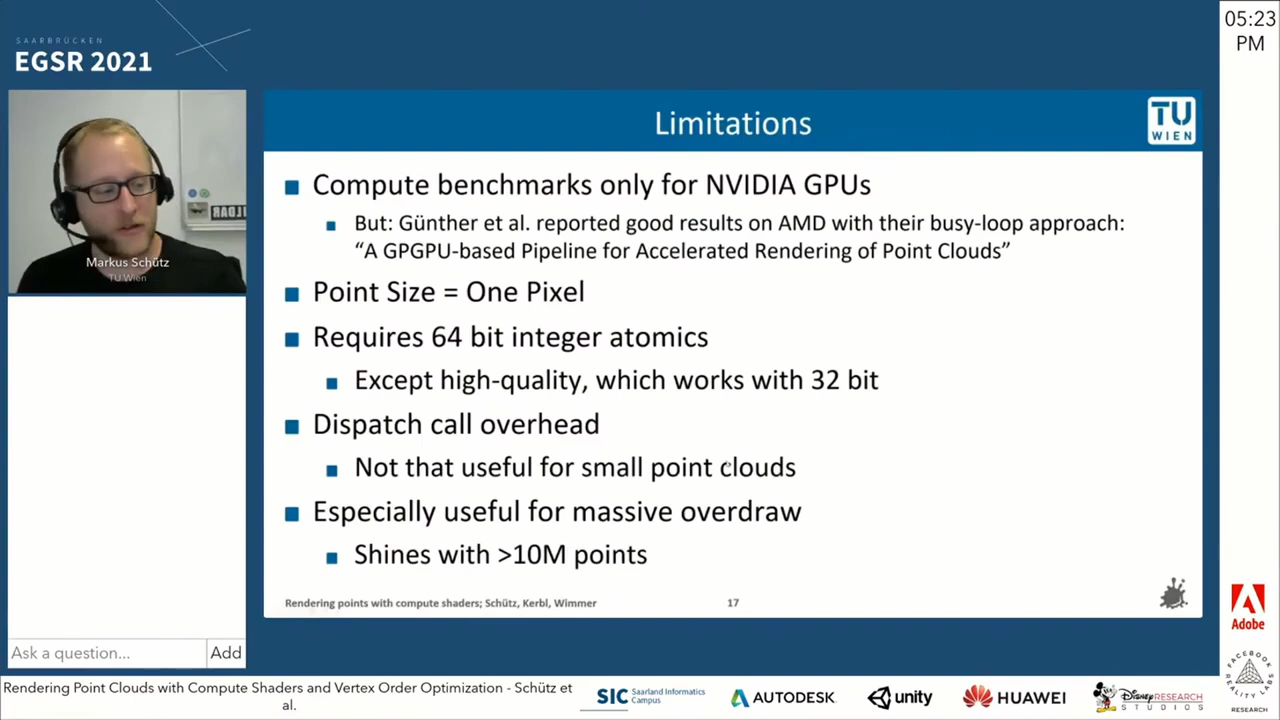 SAARBRÜCKEN
EGSR 2021
05:23
PM
Markus Schütz
TU Wien
Limitations
TU
WIEN
Compute benchmarks only for NVIDIA GPUs
But: Günther et al. reported good results on AMD with their busy-loop approach:
“A GPGPU-based Pipeline for Accelerated Rendering of Point Clouds”
Point Size = One Pixel
Requires 64 bit integer atomics
Except high-quality, which works with 32 bit
Dispatch call overhead
Not that useful for small point clouds
Especially useful for massive overdraw
Shines with >10M points
Rendering points with compute shaders; Schütz, Kerbl, Wimmer
17
Ask a question...
Add
Adobe
FACEBOOK
REALITY LABS
RESEARCH
Rendering Point Clouds with Compute Shaders and Vertex Order Optimization - Schütz et
al.
SIC Saarland Informatics
Campus
AUTODESK
unity
HUAWEI
Disney RESEARCH
STUDIOS